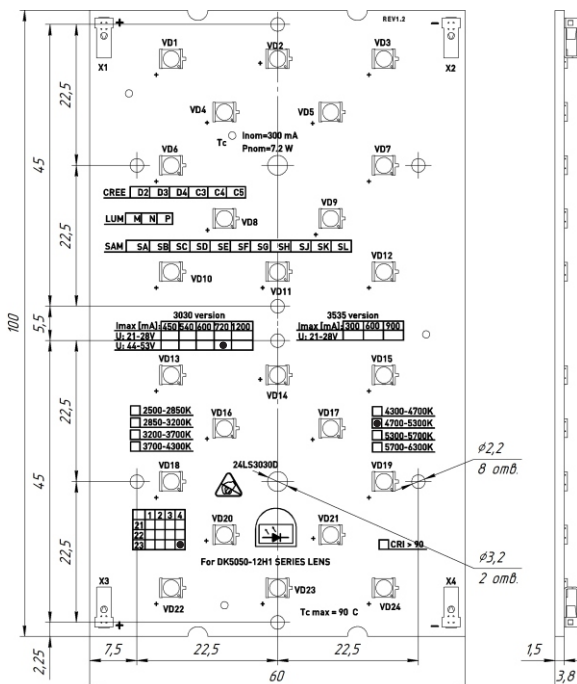 REV1.2
+
-
X1
X2
VD1
VD2
VD3
VD4
VD5
Tc
Inom=300 mA
Pnom=7.2 W
VD6
VD7
CREE D2 D3 D4 C3 C4 C5
LUM M N P
VD8
VD9
SAM SA SB SC SD SE SF SG SH SJ SK SL
VD10
VD11
VD12
3030 version
Imax [mA]: 450 540 600 720 1200
U: 21-28V
U: 44-53V
3535 version
Imax [mA]: 300 600 900
U: 21-28V
VD13
VD14
VD15
2500-2850K
2850-3200K
3200-3700K
3700-4300K
VD16
VD17
4300-4700K
4700-5300K
5300-5700K
5700-6300K
VD18
24LS3030D
VD19
1 2 3 4
21
22
23
VD20
VD21
CRI > 90
For DK5050-12H1 SERIES LENS
X3
X4
VD22
VD23
VD24
Tc max = 90 C
+
-
22,5
45
22,5
100
5,5
22,5
45
22,5
2,25
7,5
22,5
22,5
60
1,5
3,8
ϕ2,2
8 отв.
ϕ3,2
2 отв.